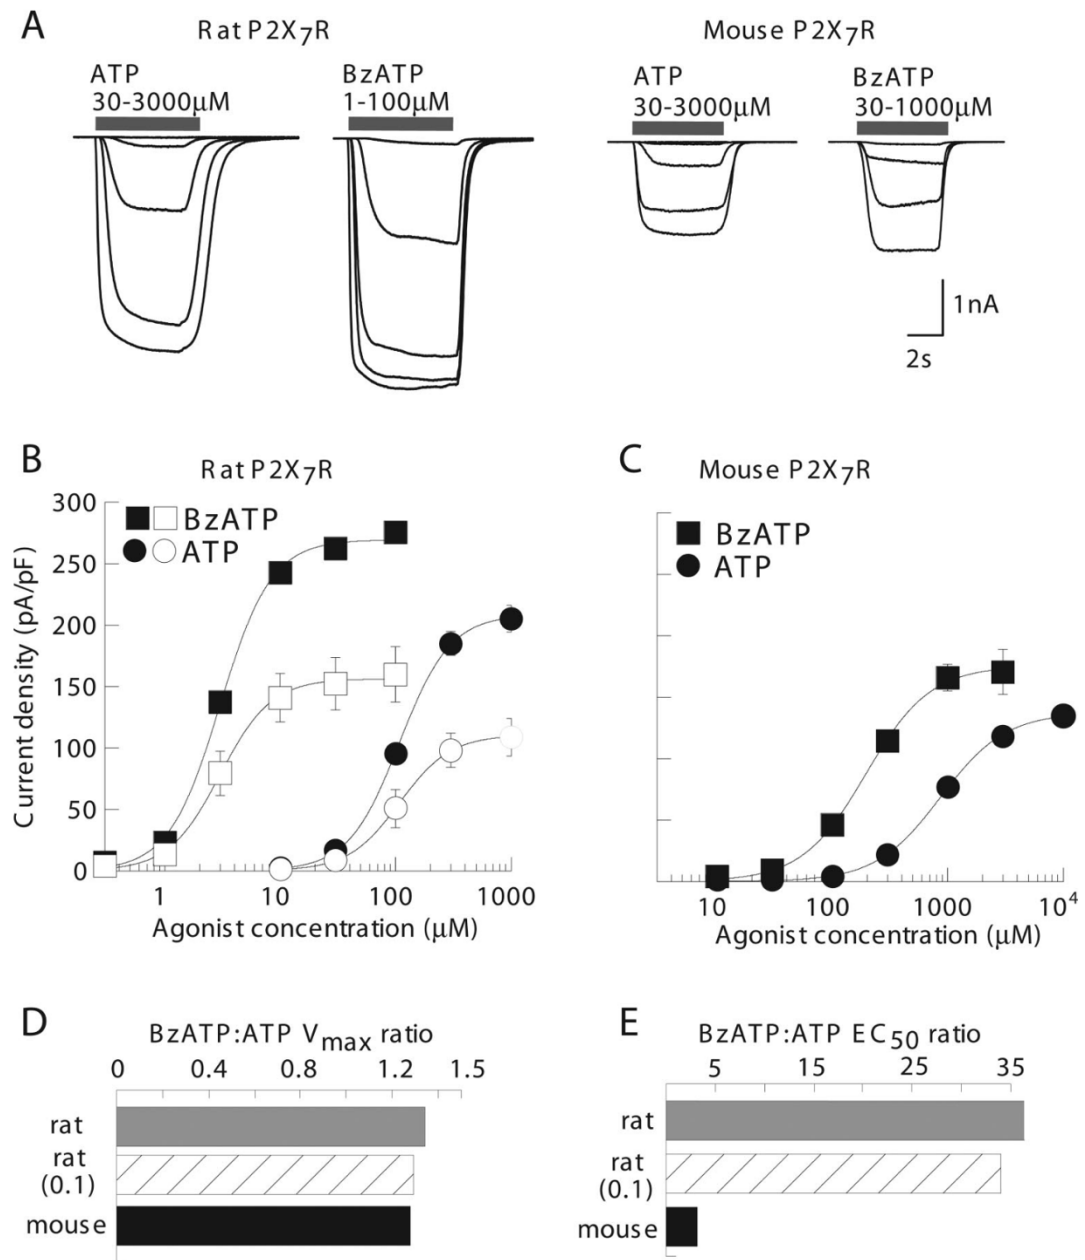 A
Rat P2X7R
Mouse P2X7R
ATP
30-3000μM
BzATP
1-100μM
ATP
30-3000μM
BzATP
30-1000μM
1nA
2s
B
Rat P2X7R
C
Mouse P2X7R
300
250
200
150
100
50
0
Current density (pA/pF)
BzATP
ATP
1
10
100
1000
Agonist concentration (μM)
BzATP
ATP
10
100
1000
10⁴
Agonist concentration (μM)
D
BzATP:ATP Vmax ratio
0
0.4
0.8
1.2
1.5
rat
rat
(0.1)
mouse
E
BzATP:ATP EC50 ratio
5
15
25
35
rat
rat
(0.1)
mouse